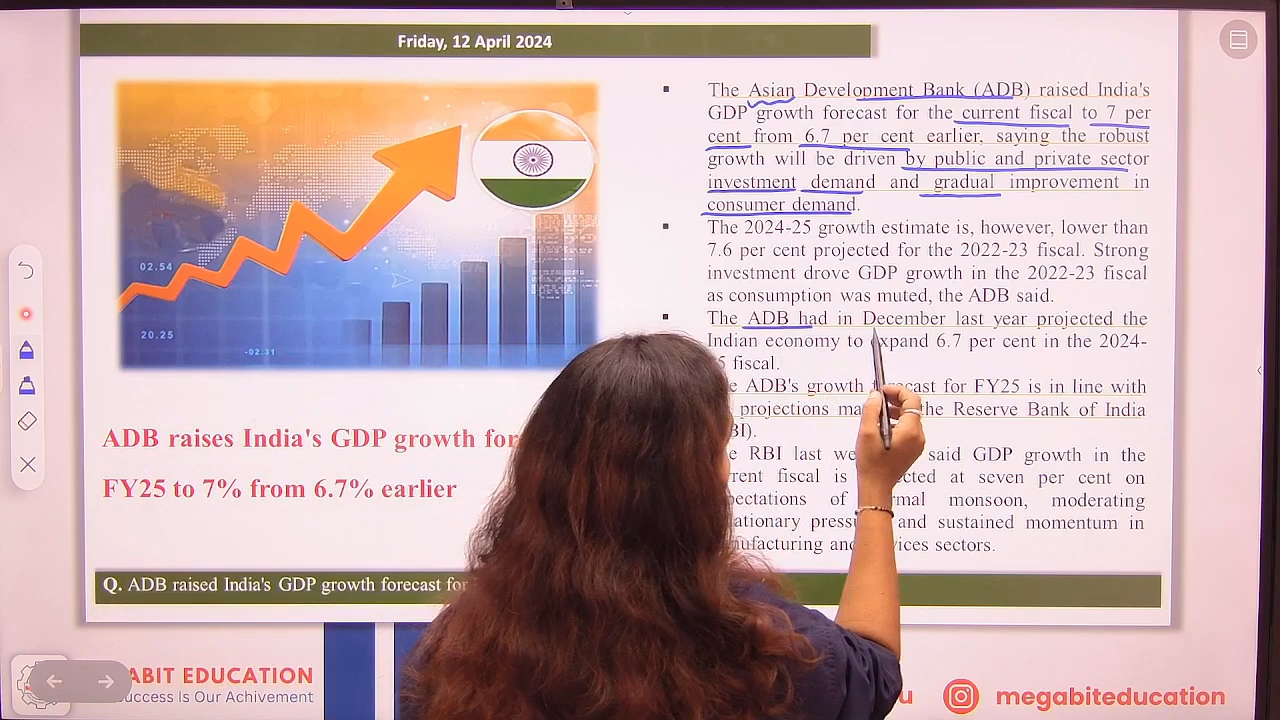 Friday, 12 April 2024
The Asian Development Bank (ADB) raised India's
GDP growth forecast for the current fiscal to 7 per
cent from 6.7 per cent earlier, saying the robust
growth will be driven by public and private sector
investment demand and gradual improvement in
consumer demand.
The 2024-25 growth estimate is, however, lower than
7.6 per cent projected for the 2022-23 fiscal. Strong
investment drove GDP growth in the 2022-23 fiscal
as consumption was muted, the ADB said.
The ADB had in December last year projected the
Indian economy to expand 6.7 per cent in the 2024-
fiscal.
ADB's growth forecast for FY25 is in line with
projections the Reserve Bank of India
RBI last said GDP growth in the
fiscal is at seven per cent on
of monsoon, moderating
and sustained momentum in
sectors.
02.54
20.25
-02.31
ADB raises India's GDP growth
FY25 to 7% from 6.7% earlier
Q. ADB raised India's GDP growth forecast
EDUCATION
Success Is Our Achivement
megabiteducation